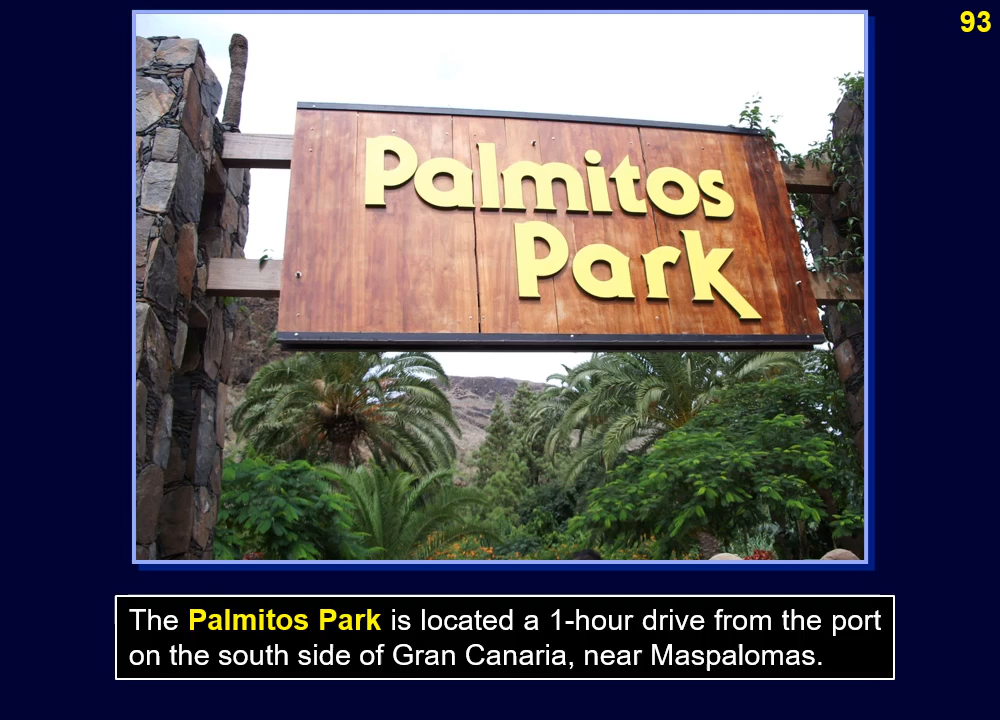 93
Palmitos
Park
The Palmitos Park is located a 1-hour drive from the port
on the south side of Gran Canaria, near Maspalomas.